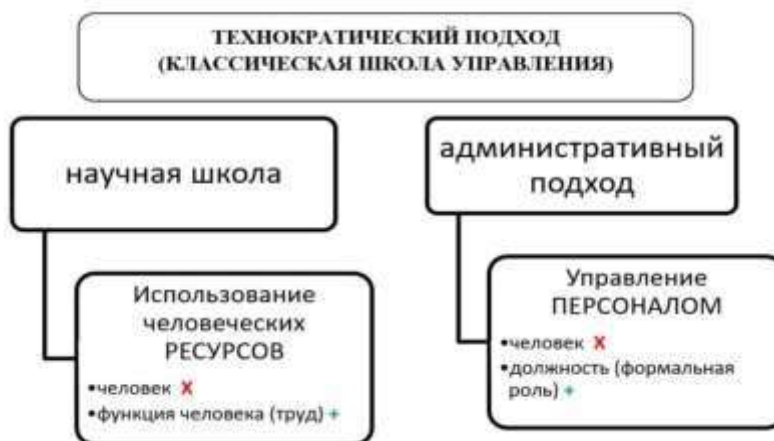 ТЕХНОКРАТИЧЕСКИЙ ПОДХОД
(КЛАССИЧЕСКАЯ ШКОЛА УПРАВЛЕНИЯ)
научная школа
Использование
человеческих
РЕСУРСОВ
•человек X
•функция человека (труд) +
административный
подход
Управление
ПЕРСОНАЛОМ
•человек X
•должность (формальная
роль) +